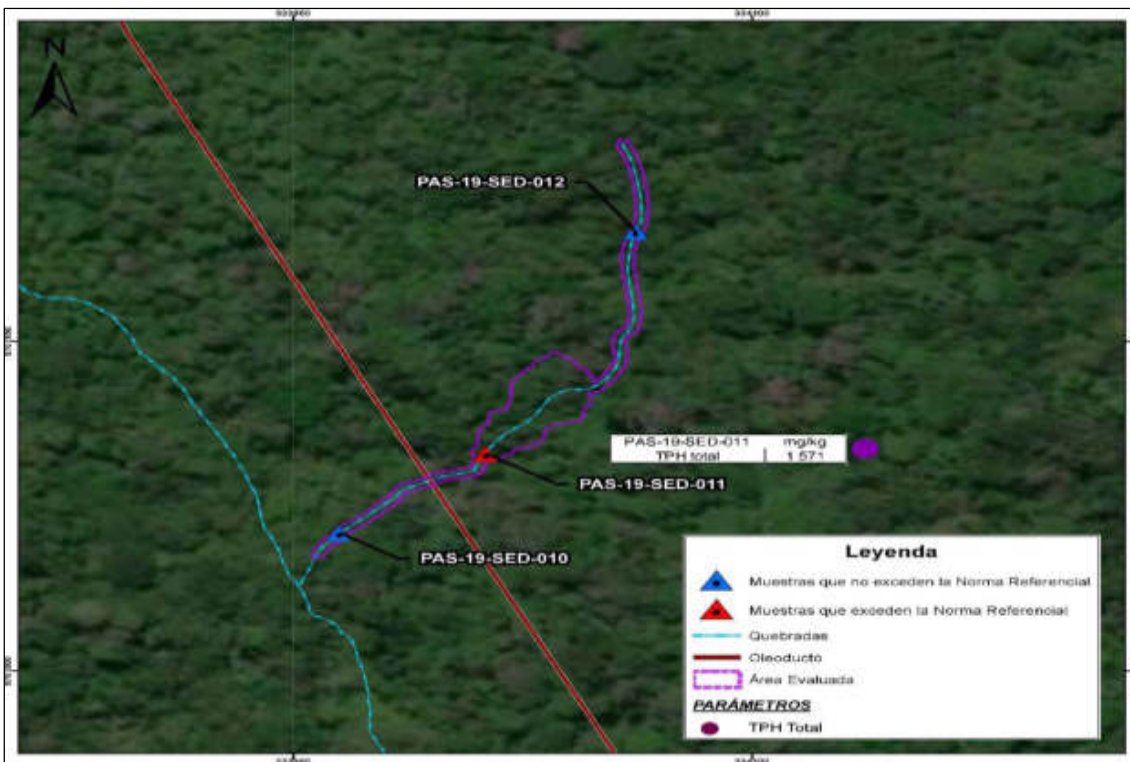 N
PAS-19-SED-012
PAS-19-SED-011 mg/kg
TPH total 1 571
PAS-19-SED-011
PAS-19-SED-010
Leyenda
Muestras que no exceden la Norma Referencial
Muestras que exceden la Norma Referencial
Quebradas
Oleoducto
Área Evaluada
PARÁMETROS
TPH Total